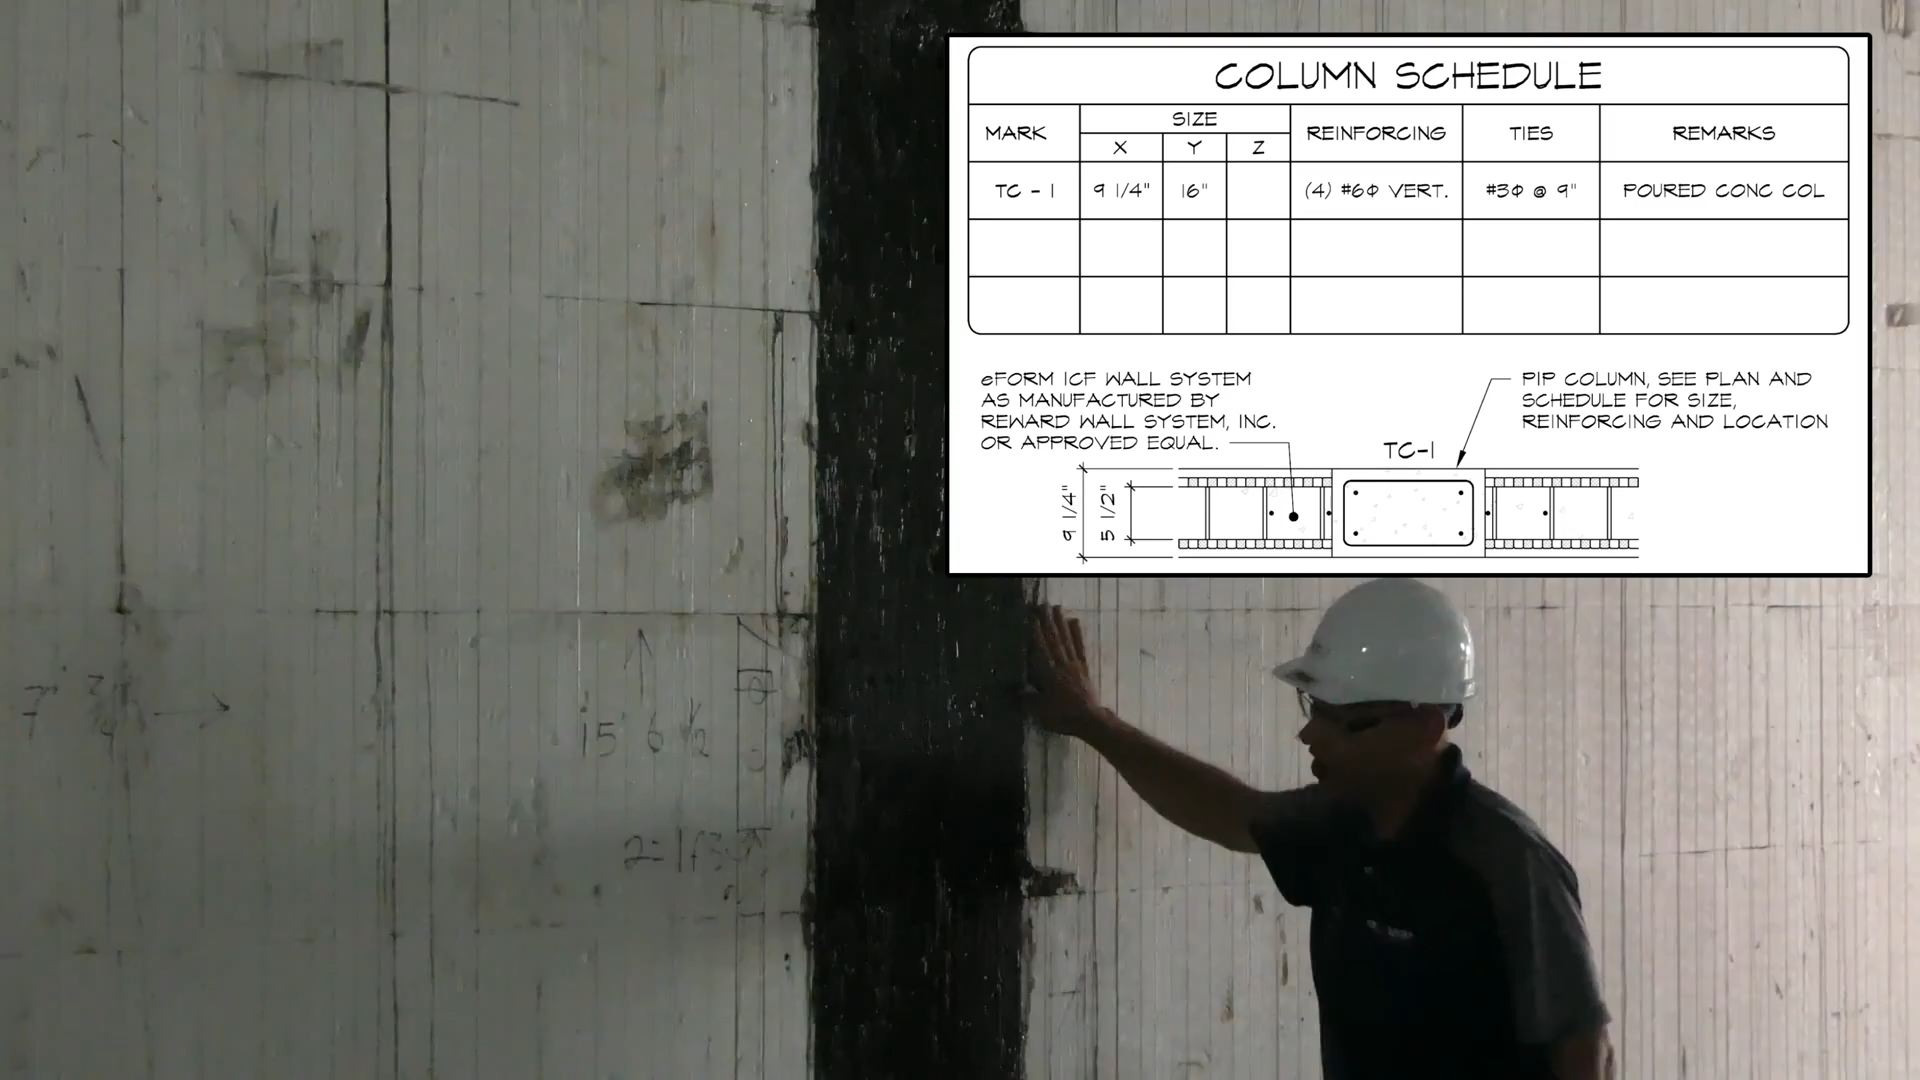 COLUMN SCHEDULE
MARK SIZE REINFORCING TIES REMARKS
X Y Z
TC - 1 9 1/4" 16" (4) #6Φ VERT. #3Φ @ 9" POURED CONC COL
eFORM ICF WALL SYSTEM
AS MANUFACTURED BY
REWARD WALL SYSTEM, INC.
OR APPROVED EQUAL.
PIP COLUMN, SEE PLAN AND
SCHEDULE FOR SIZE,
REINFORCING AND LOCATION
TC-1
9 1/4"
5 1/2"
15' 6 1/2